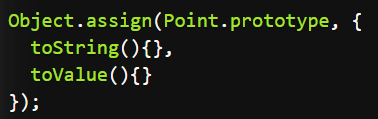 Object.assign(Point.prototype, {
  toString(){},
  toValue(){}
});